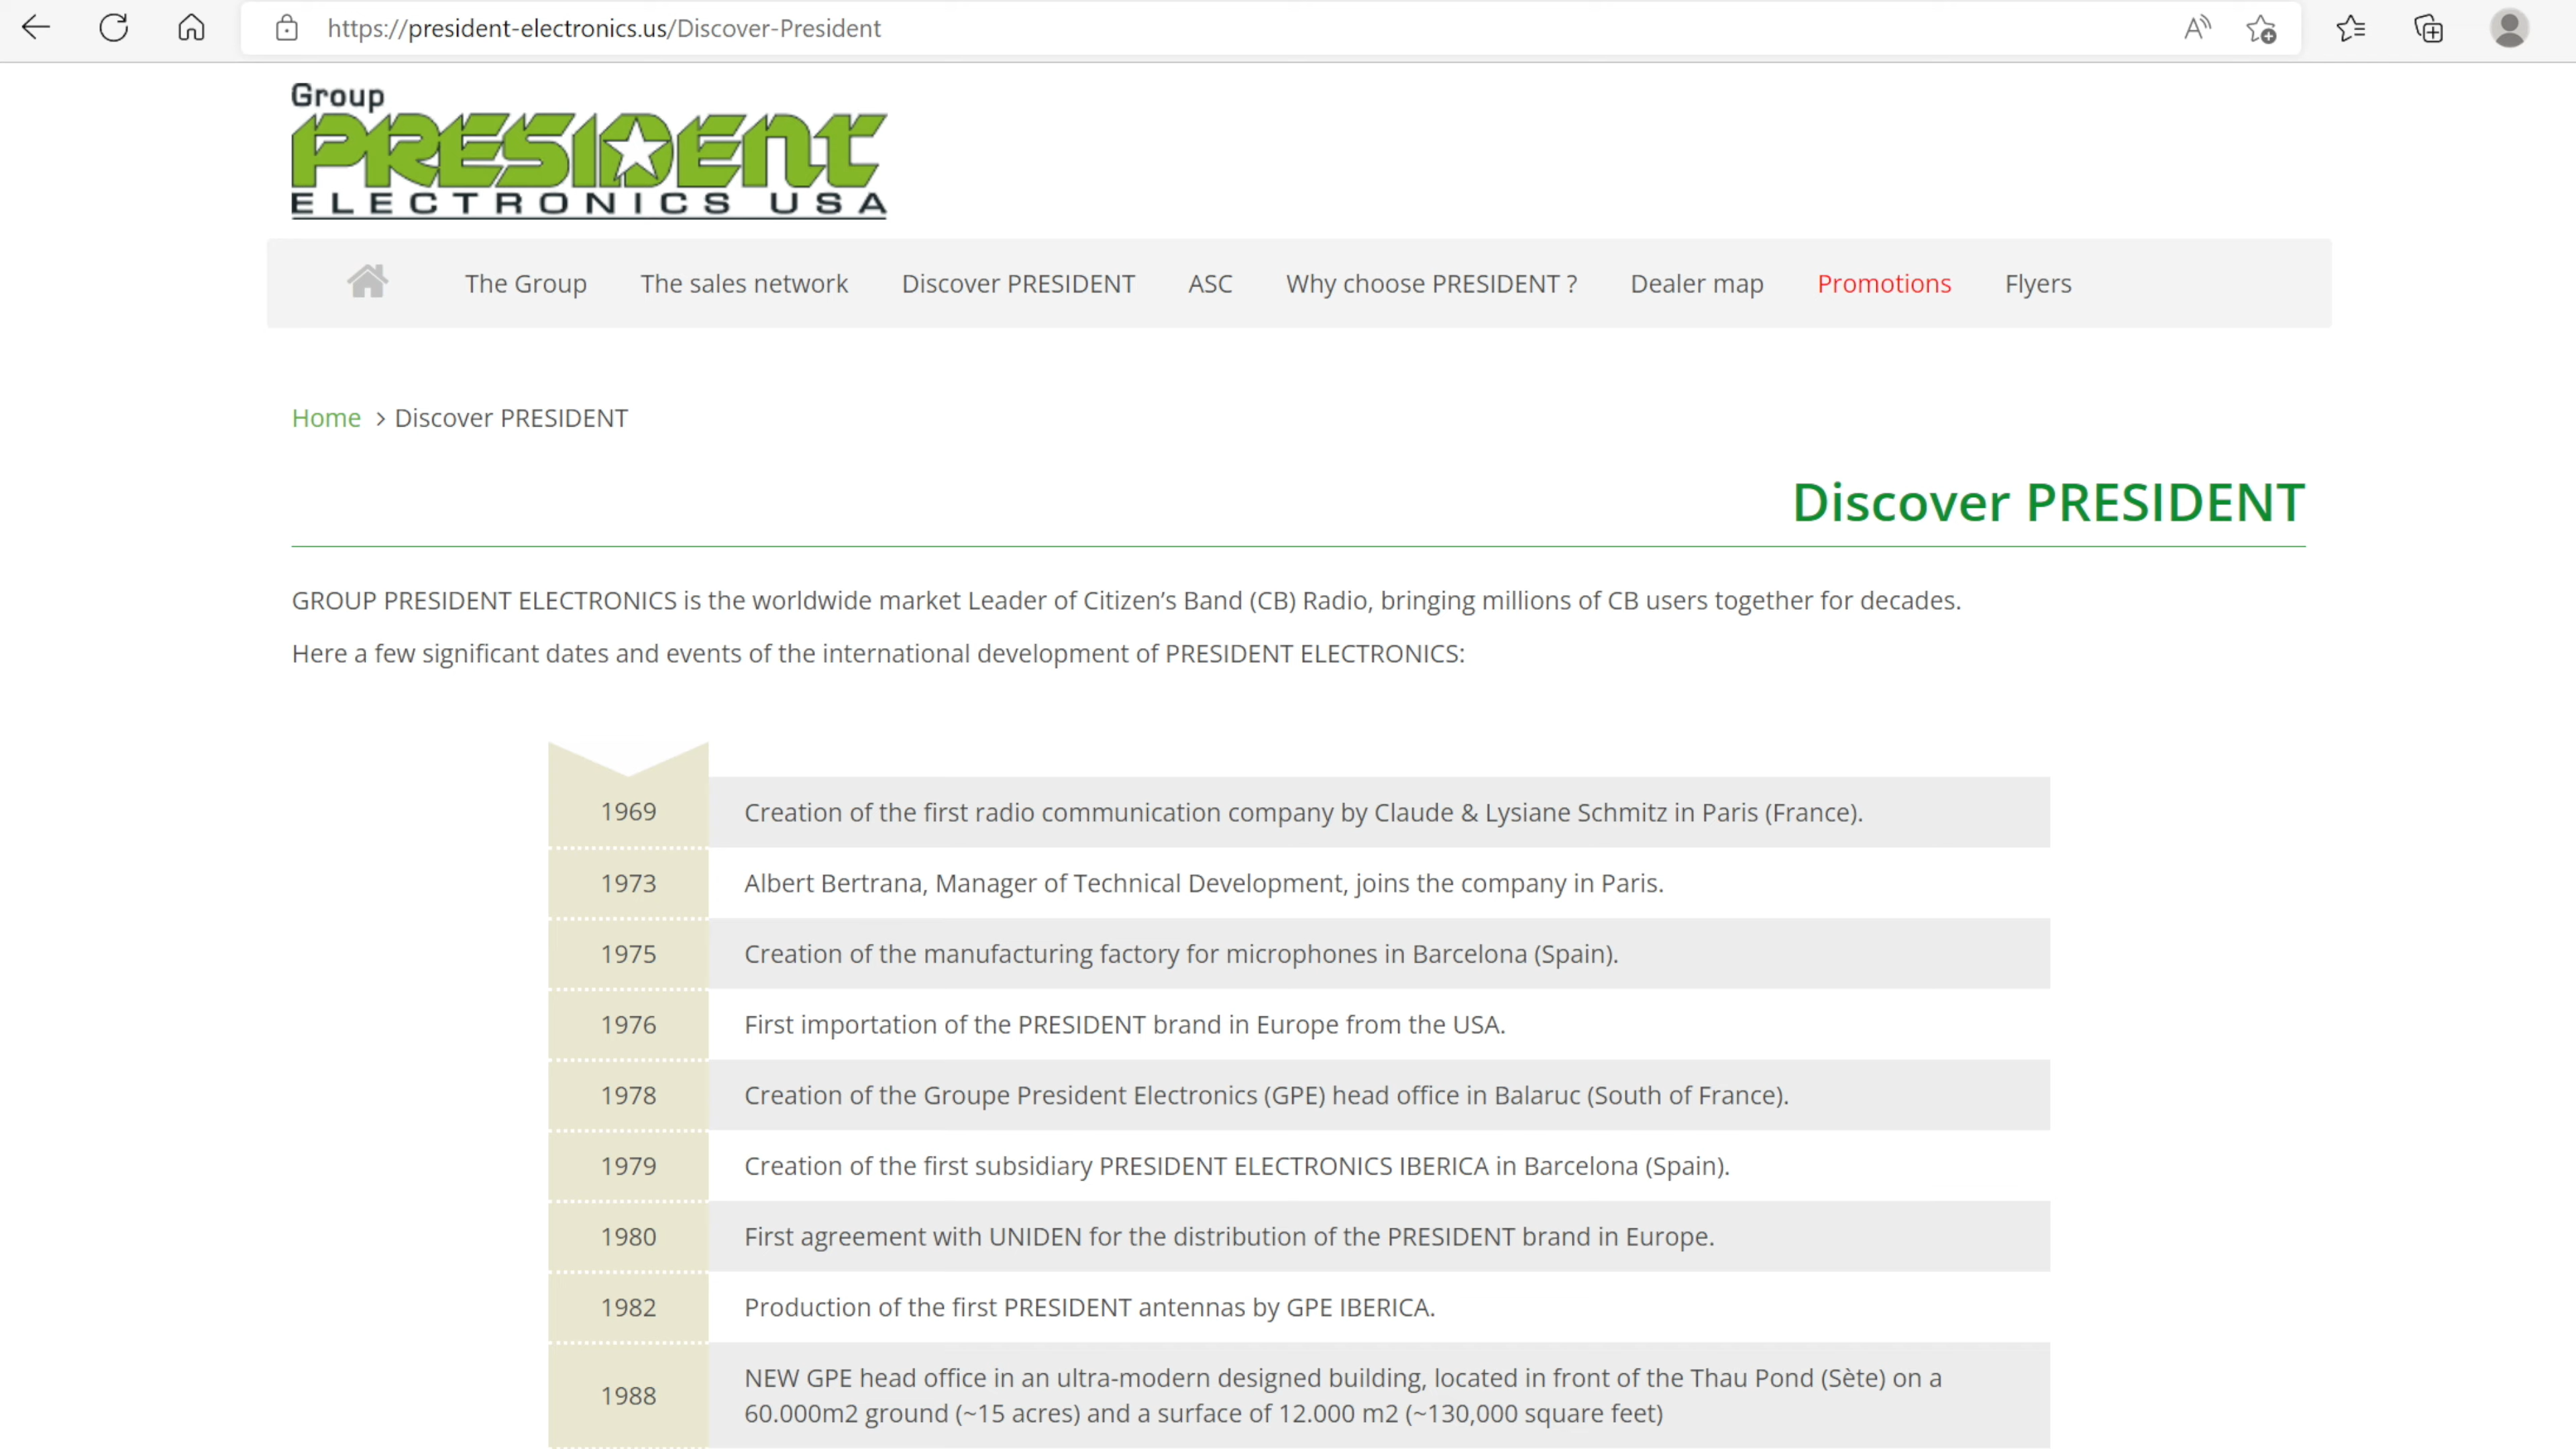 https://president-electronics.us/Discover-President
Group
PRESIDENT
ELECTRONICS USA
The Group The sales network Discover PRESIDENT ASC Why choose PRESIDENT ? Dealer map Promotions Flyers
Home > Discover PRESIDENT
Discover PRESIDENT
GROUP PRESIDENT ELECTRONICS is the worldwide market Leader of Citizen’s Band (CB) Radio, bringing millions of CB users together for decades.
Here a few significant dates and events of the international development of PRESIDENT ELECTRONICS:
1969 Creation of the first radio communication company by Claude & Lysiane Schmitz in Paris (France).
1973 Albert Bertrana, Manager of Technical Development, joins the company in Paris.
1975 Creation of the manufacturing factory for microphones in Barcelona (Spain).
1976 First importation of the PRESIDENT brand in Europe from the USA.
1978 Creation of the Groupe President Electronics (GPE) head office in Balaruc (South of France).
1979 Creation of the first subsidiary PRESIDENT ELECTRONICS IBERICA in Barcelona (Spain).
1980 First agreement with UNIDEN for the distribution of the PRESIDENT brand in Europe.
1982 Production of the first PRESIDENT antennas by GPE IBERICA.
1988 NEW GPE head office in an ultra-modern designed building, located in front of the Thau Pond (Sète) on a
60.000m2 ground (~15 acres) and a surface of 12.000 m2 (~130,000 square feet)